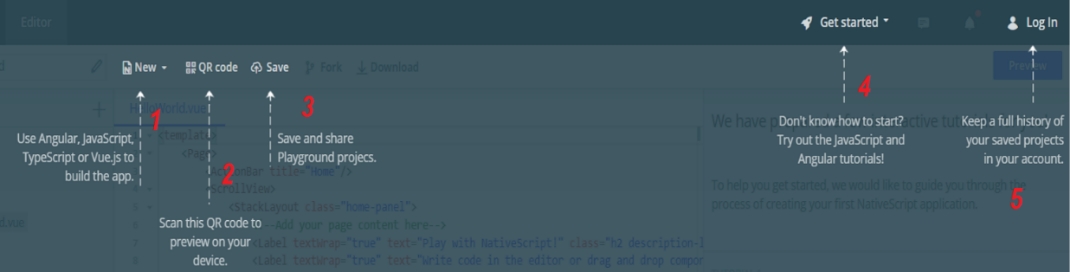 Editor
Get started
Log In
New
QR code
Save
Fork
Download
Preview
HelloWorld.vue
1
3
4
2
5
Use Angular, JavaScript,
TypeScript or Vue.js to
build the app.
Save and share
Playground projecs.
Don't know how to start?
Try out the JavaScript and
Angular tutorials!
Keep a full history of
your saved projects
in your account.
Scan this QR code to
preview on your
device.
<template>
<Page>
ActionBar title="Home"/>
<ScrollView>
<StackLayout class="home-panel">
--Add your page content here-->
<Label textWrap="true" text="Play with NativeScript!" class="h2 description-l
<Label textWrap="true" text="Write code in the editor or drag and drop compon
We have
To help you get started, we would like to guide you through the
process of creating your first NativeScript application.